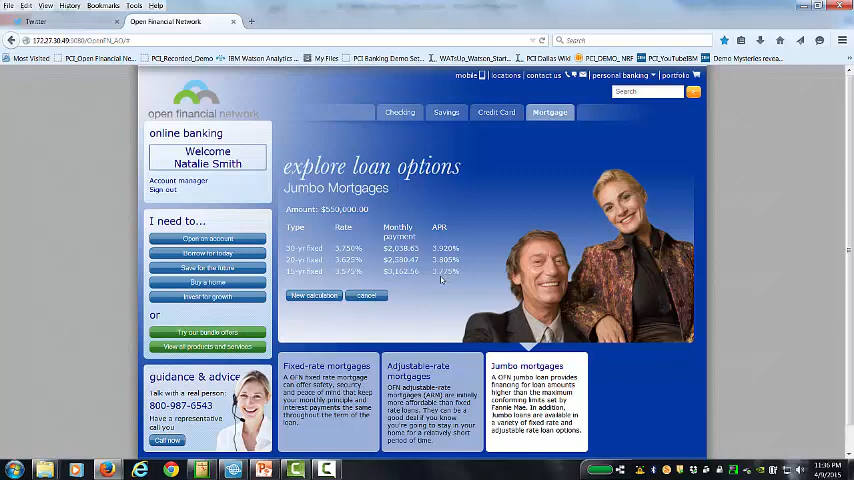 File Edit View History Bookmarks Tools Help
Twitter
Open Financial Network
172.27.30.49:9080/OpenFN_AO/#
Search
Most Visited PCI_Open Financial Ne... PCI_Recorded_Demo IBM Watson Analytics ... My Files PCI Banking Demo Set... WATsUp_Watson_Start... PCI Dallas Wiki PCI_DEMO_ NRF PCI_YouTubeIBM Demo Mysteries revea...
mobile locations contact us personal banking portfolio
Search
open financial network
Checking Savings Credit Card Mortgage
online banking
Welcome
Natalie Smith
Account manager
Sign out
I need to...
Open an account
Borrow for today
Save for the future
Buy a home
Invest for growth
or
Try our bundle offers
View all products and services
guidance & advice
Talk with a real person:
800-987-6543
Have a representative
call you
Call now
explore loan options
Jumbo Mortgages
Amount: $550,000.00
Type Rate Monthly payment APR
30-yr fixed 3.750% $2,038.65 3.920%
20-yr fixed 3.625% $2,580.47 3.805%
15-yr fixed 3.575% $3,162.56 3.775%
New calculation cancel
Fixed-rate mortgages
A OFN fixed rate mortgage
can offer safety, security
and peace of mind that keep
your monthly principle and
interest payments the same
throughout the term of the
loan.
Adjustable-rate
mortgages
OFN adjustable-rate
mortgages (ARM) are initially
more affordable than fixed
rate loans. They can be a
good deal if you know
you're going to stay in your
home for a relatively short
period of time.
Jumbo mortgages
A OFN jumbo loan provides
financing for loan amounts
higher than the maximum
conforming limits set by
Fannie Mae. In addition,
Jumbo loans are available in
a variety of fixed rate and
adjustable rate loan options.
11:36 PM
4/9/2015